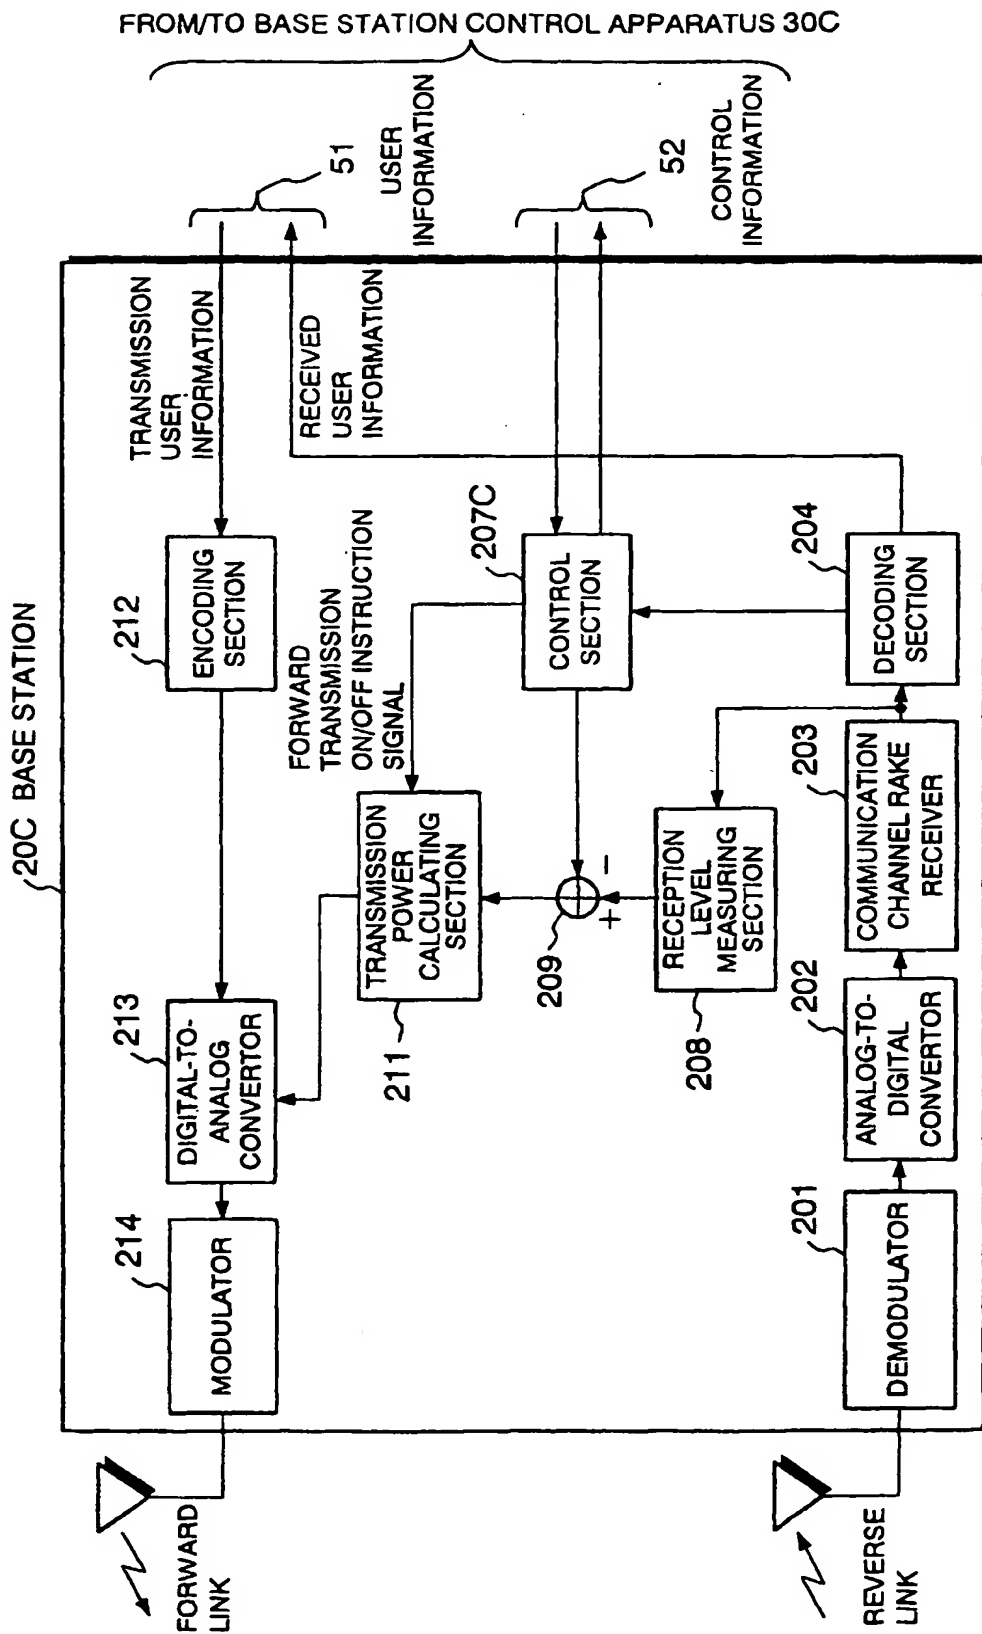 FROM/TO BASE STATION CONTROL APPARATUS 30C
51
USER
INFORMATION
52
CONTROL
INFORMATION
20C BASE STATION
TRANSMISSION
USER
INFORMATION
RECEIVED
USER
INFORMATION
212
ENCODING
SECTION
FORWARD
TRANSMISSION
ON/OFF INSTRUCTION
SIGNAL
207C
CONTROL
SECTION
204
DECODING
SECTION
213
DIGITAL-TO-
ANALOG
CONVERTOR
TRANSMISSION
POWER
CALCULATING
SECTION
211
209
+
-
RECEPTION
LEVEL
MEASURING
SECTION
208
203
COMMUNICATION
CHANNEL RAKE
RECEIVER
202
ANALOG-TO-
DIGITAL
CONVERTOR
214
MODULATOR
201
DEMODULATOR
FORWARD
LINK
REVERSE
LINK